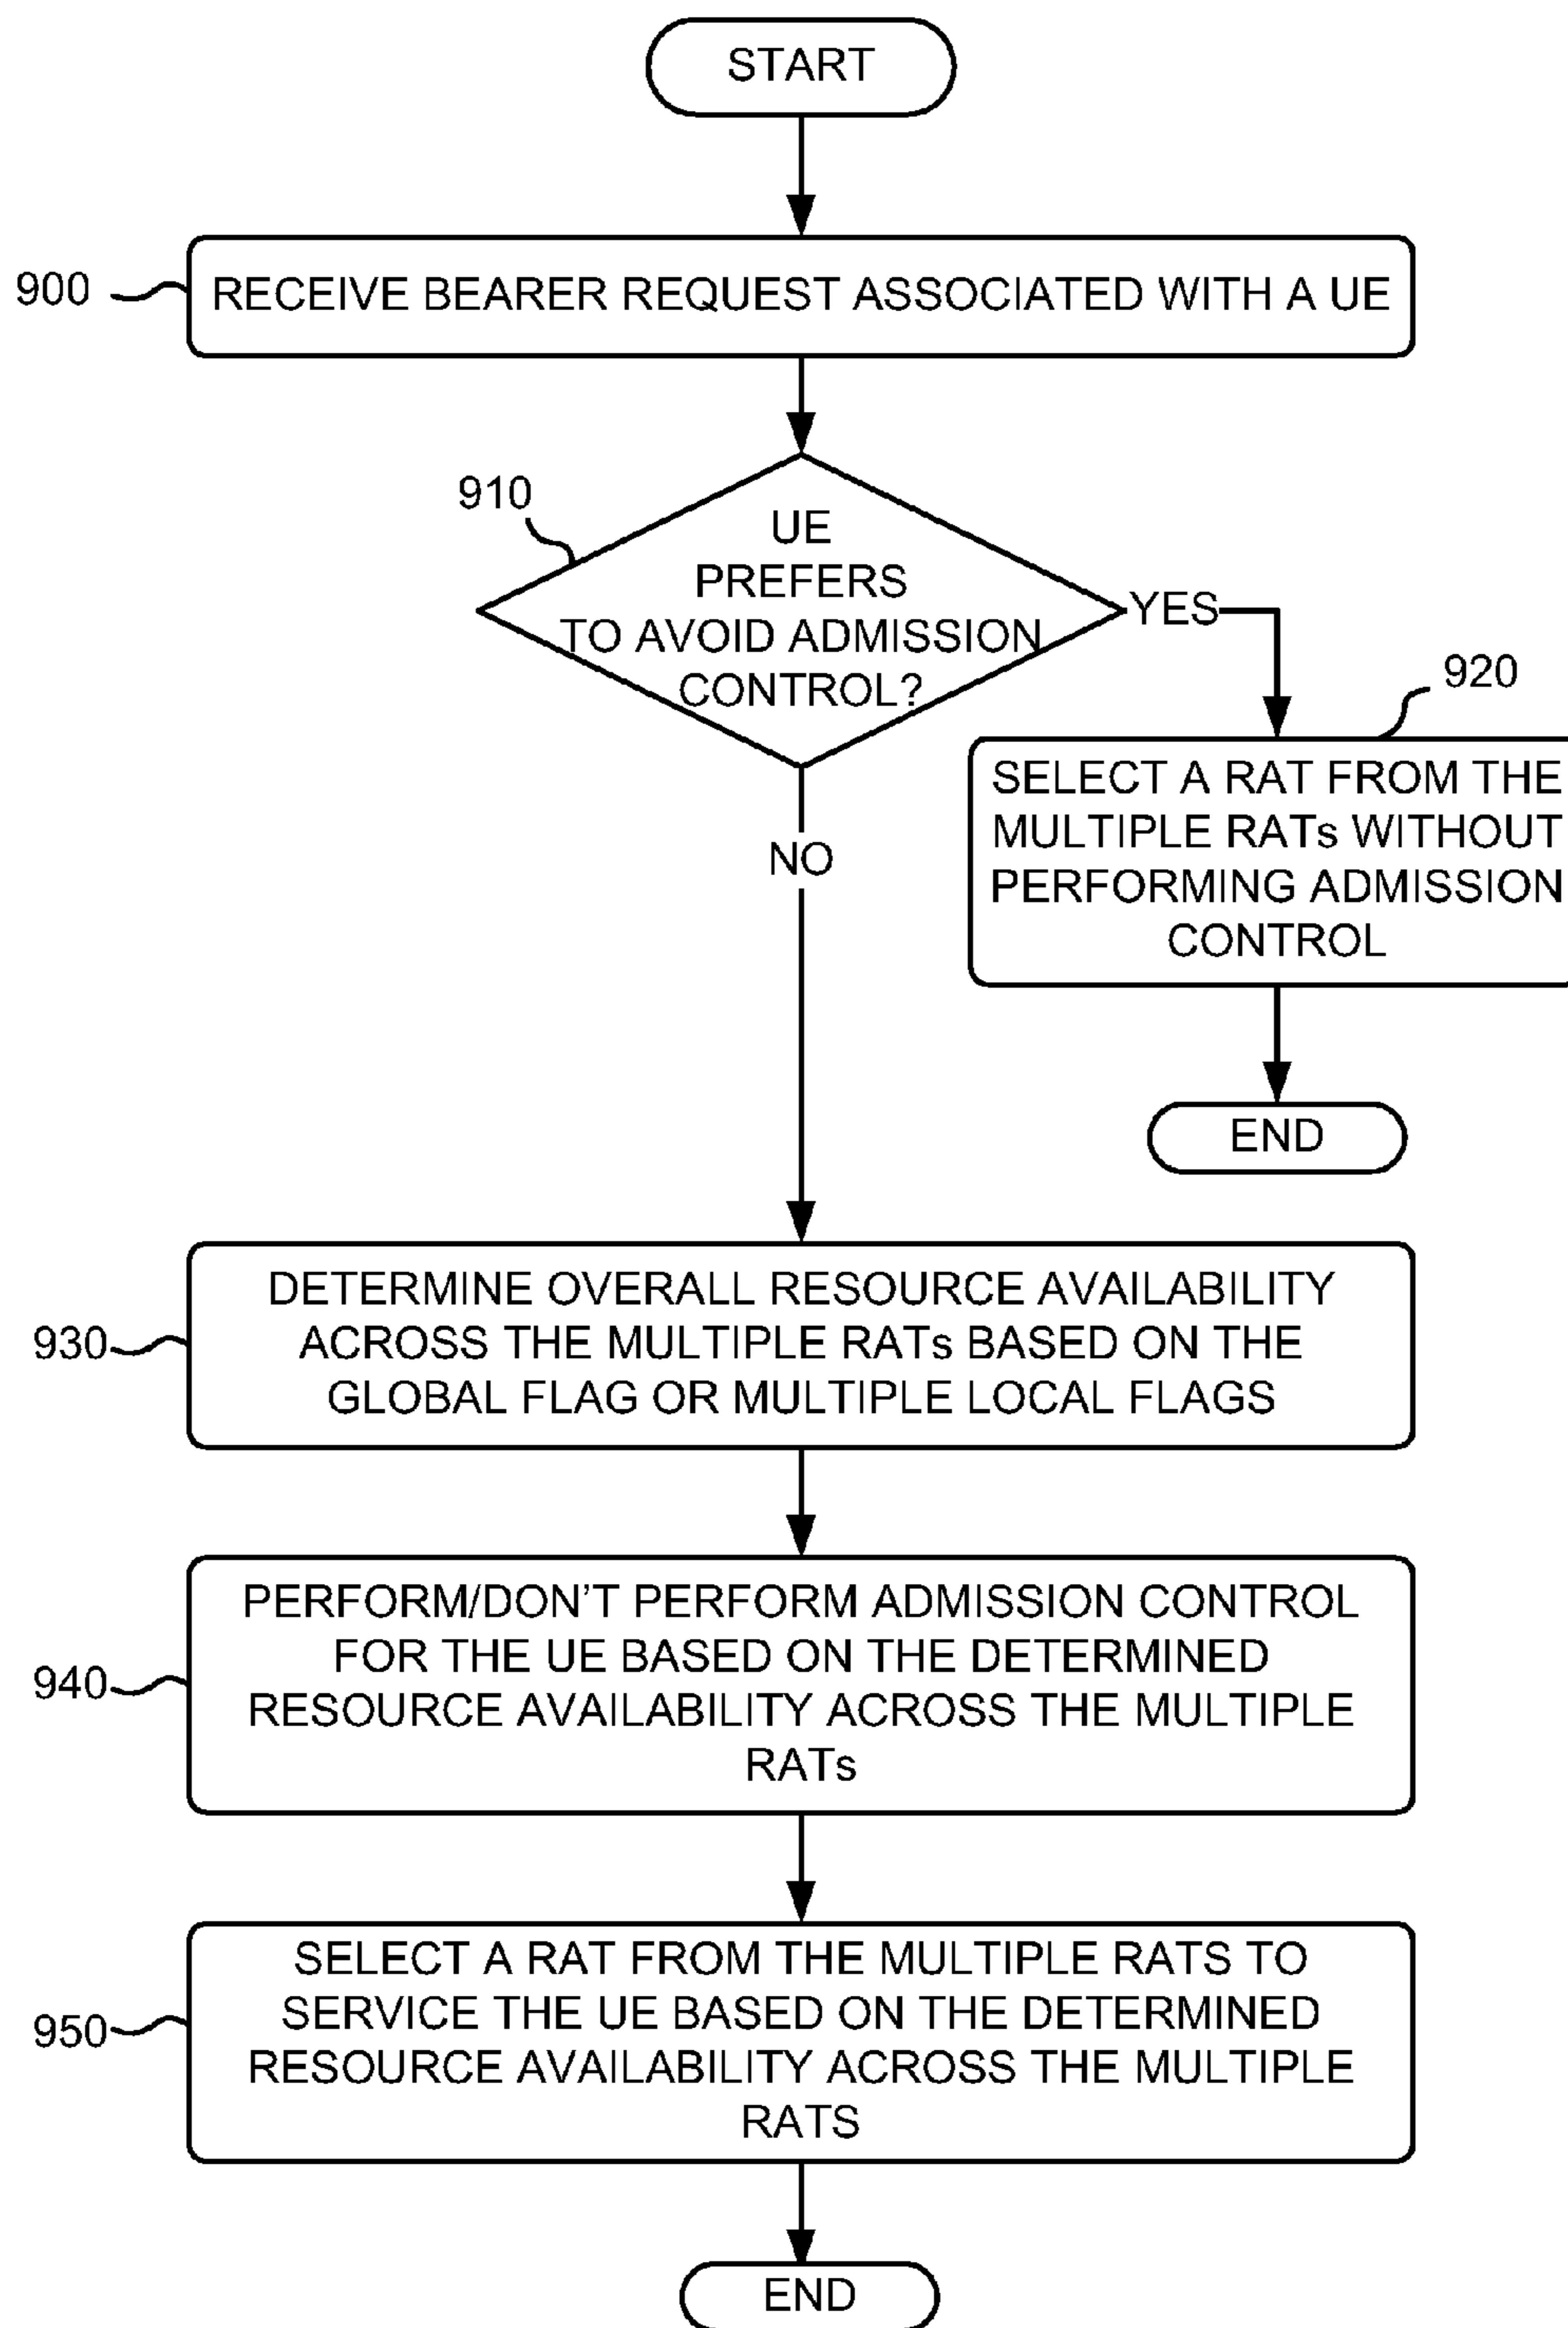 START
900
RECEIVE BEARER REQUEST ASSOCIATED WITH A UE
910
UE
PREFERS
TO AVOID ADMISSION
CONTROL?
YES
920
SELECT A RAT FROM THE
MULTIPLE RATs WITHOUT
PERFORMING ADMISSION
CONTROL
NO
END
930
DETERMINE OVERALL RESOURCE AVAILABILITY
ACROSS THE MULTIPLE RATs BASED ON THE
GLOBAL FLAG OR MULTIPLE LOCAL FLAGS
940
PERFORM/DON'T PERFORM ADMISSION CONTROL
FOR THE UE BASED ON THE DETERMINED
RESOURCE AVAILABILITY ACROSS THE MULTIPLE
RATs
950
SELECT A RAT FROM THE MULTIPLE RATS TO
SERVICE THE UE BASED ON THE DETERMINED
RESOURCE AVAILABILITY ACROSS THE MULTIPLE
RATS
END